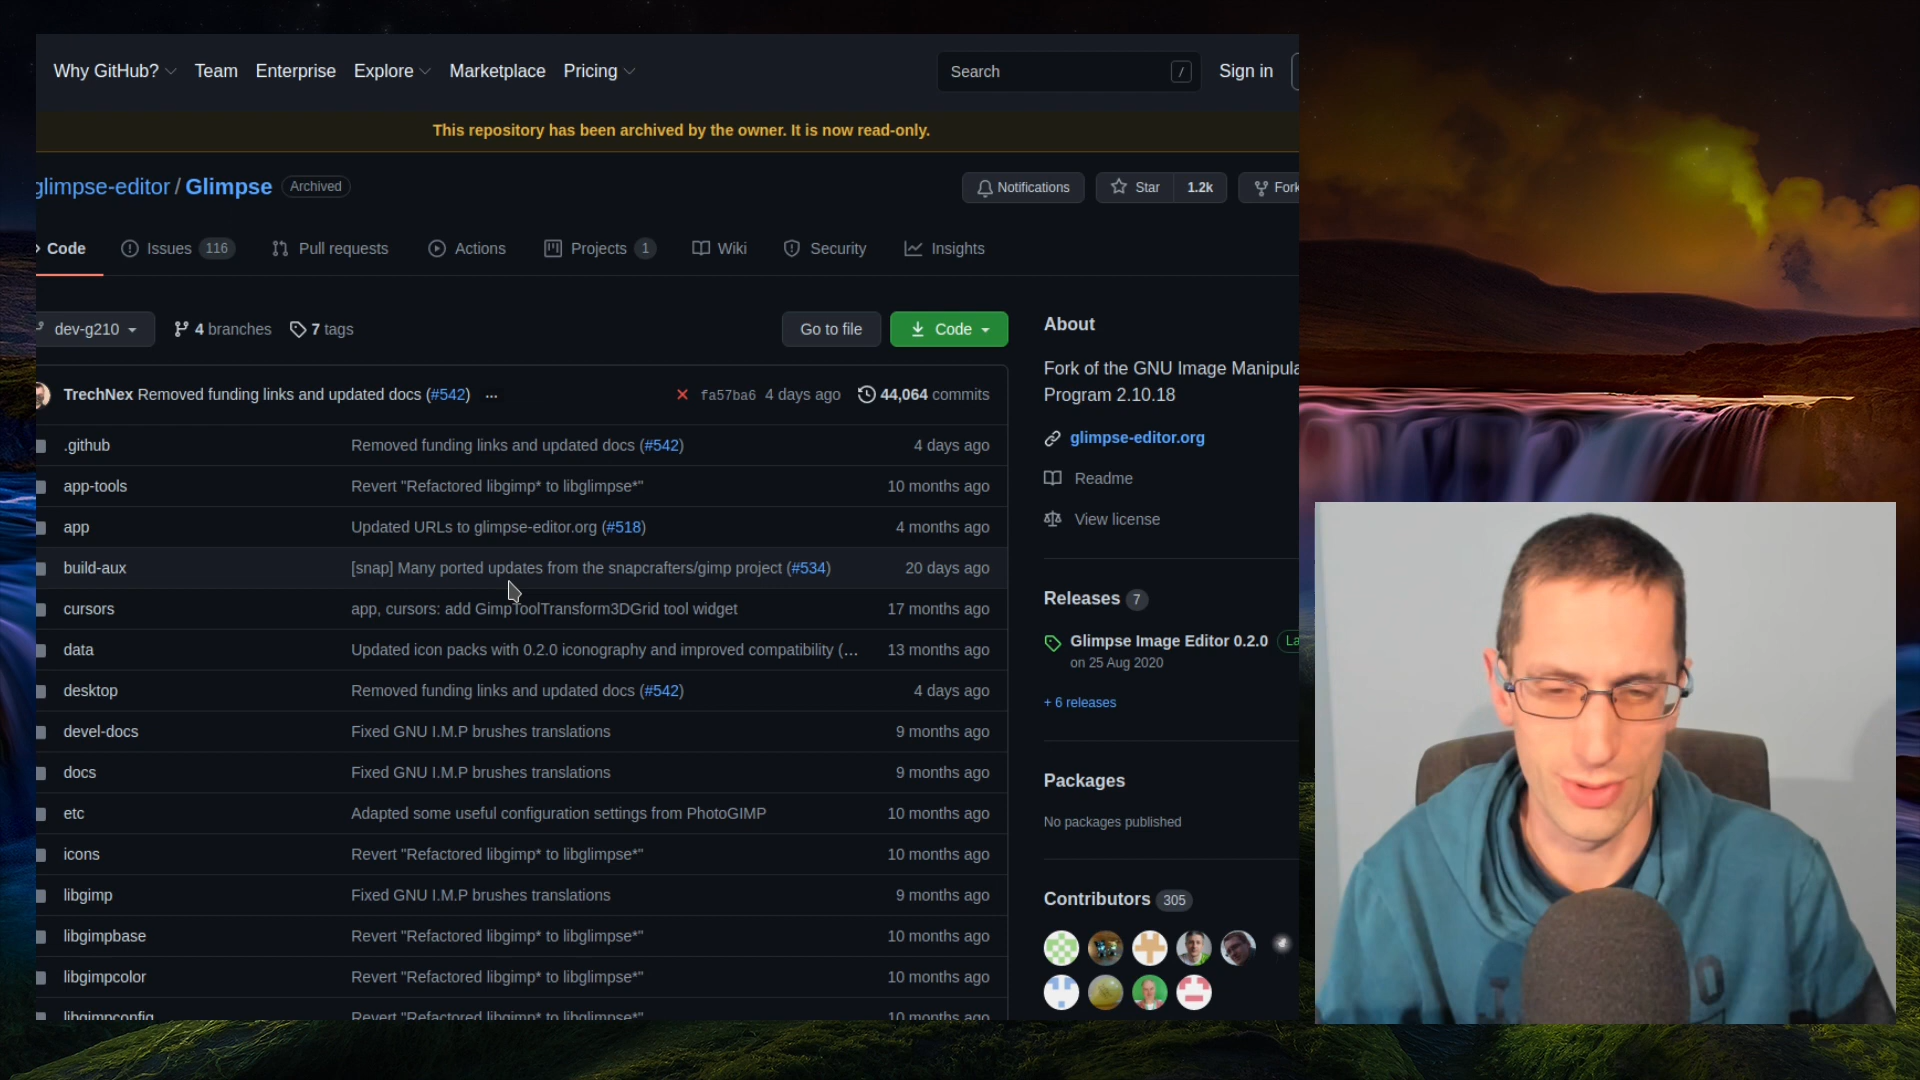 Why GitHub? Team Enterprise Explore Marketplace Pricing Search / Sign in
This repository has been archived by the owner. It is now read-only.
glimpse-editor / Glimpse Archived Notifications Star 1.2k Fork
Code Issues 116 Pull requests Actions Projects 1 Wiki Security Insights
dev-g210 4 branches 7 tags Go to file Code
TrechNex Removed funding links and updated docs (#542) ... fa57ba6 4 days ago 44,064 commits
.github Removed funding links and updated docs (#542) 4 days ago
app-tools Revert "Refactored libgimp* to libglimpse*" 10 months ago
app Updated URLs to glimpse-editor.org (#518) 4 months ago
build-aux [snap] Many ported updates from the snapcrafters/gimp project (#534) 20 days ago
cursors app, cursors: add GimpToolTransform3DGrid tool widget 17 months ago
data Updated icon packs with 0.2.0 iconography and improved compatibility (... 13 months ago
desktop Removed funding links and updated docs (#542) 4 days ago
devel-docs Fixed GNU I.M.P brushes translations 9 months ago
docs Fixed GNU I.M.P brushes translations 9 months ago
etc Adapted some useful configuration settings from PhotoGIMP 10 months ago
icons Revert "Refactored libgimp* to libglimpse*" 10 months ago
libgimp Fixed GNU I.M.P brushes translations 9 months ago
libgimpbase Revert "Refactored libgimp* to libglimpse*" 10 months ago
libgimpcolor Revert "Refactored libgimp* to libglimpse*" 10 months ago
libgimpconfig Revert "Refactored libgimp* to libglimpse*" 10 months ago
About
Fork of the GNU Image Manipula
Program 2.10.18
glimpse-editor.org
Readme
View license
Releases 7
Glimpse Image Editor 0.2.0 La
on 25 Aug 2020
+ 6 releases
Packages
No packages published
Contributors 305